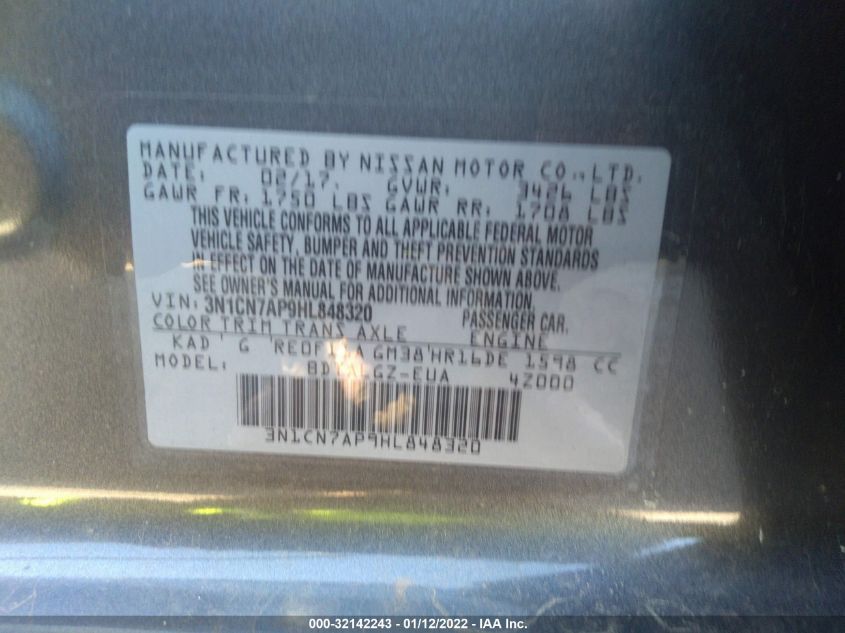 MANUFACTURED BY NISSAN MOTOR CO., LTD.
DATE: 02/17. GVWR: 3426 LBS
GAWR FR: 1750 LBS GAWR RR: 1708 LBS
THIS VEHICLE CONFORMS TO ALL APPLICABLE FEDERAL MOTOR
VEHICLE SAFETY, BUMPER AND THEFT PREVENTION STANDARDS
IN EFFECT ON THE DATE OF MANUFACTURE SHOWN ABOVE.
SEE OWNER'S MANUAL FOR ADDITIONAL INFORMATION.
VIN: 3N1CN7AP9HL848320 PASSENGER CAR.
COLOR TRIM TRANS AXLE ENGINE
KAD ' G GM38'HR16DE 1598 CC
MODEL: 4Z000
3N1CN7AP9HL848320
000-32142243 - 01/12/2022 - IAA Inc.